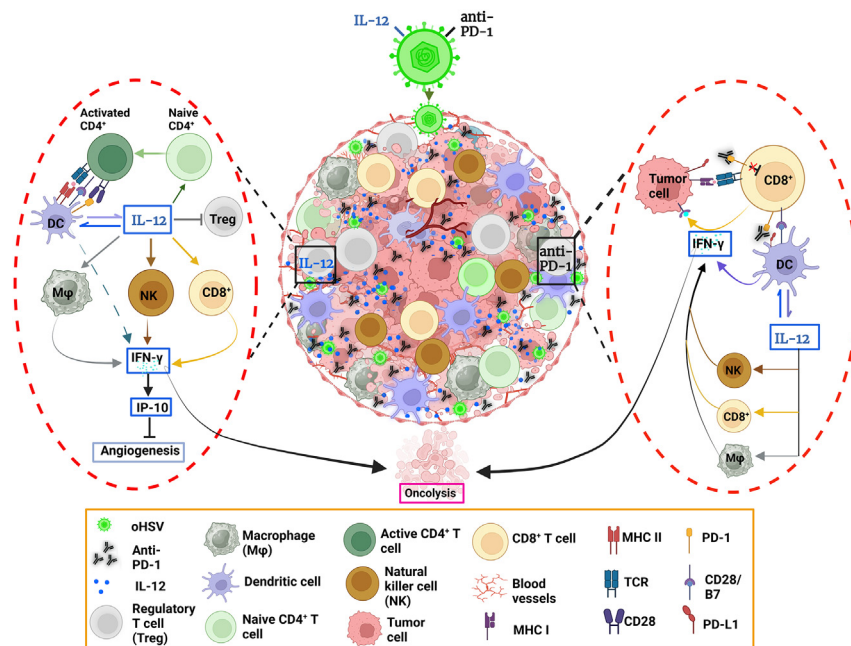 IL-12
anti-
PD-1
Activated
CD4⁺
Naive
CD4⁺
DC
IL-12
Treg
Mφ
NK
CD8⁺
IFN-γ
IP-10
Angiogenesis
IL-12
anti-
PD-1
Tumor
cell
CD8⁺
IFN-γ
DC
IL-12
NK
CD8⁺
Mφ
Oncolysis
oHSV
Anti-
PD-1
IL-12
Regulatory
T cell
(Treg)
Macrophage
(Mφ)
Dendritic cell
Naive CD4⁺ T
cell
Active CD4⁺ T
cell
Natural
killer cell
(NK)
Tumor
cell
CD8⁺ T cell
Blood
vessels
MHC I
MHC II
TCR
CD28
PD-1
CD28/
B7
PD-L1